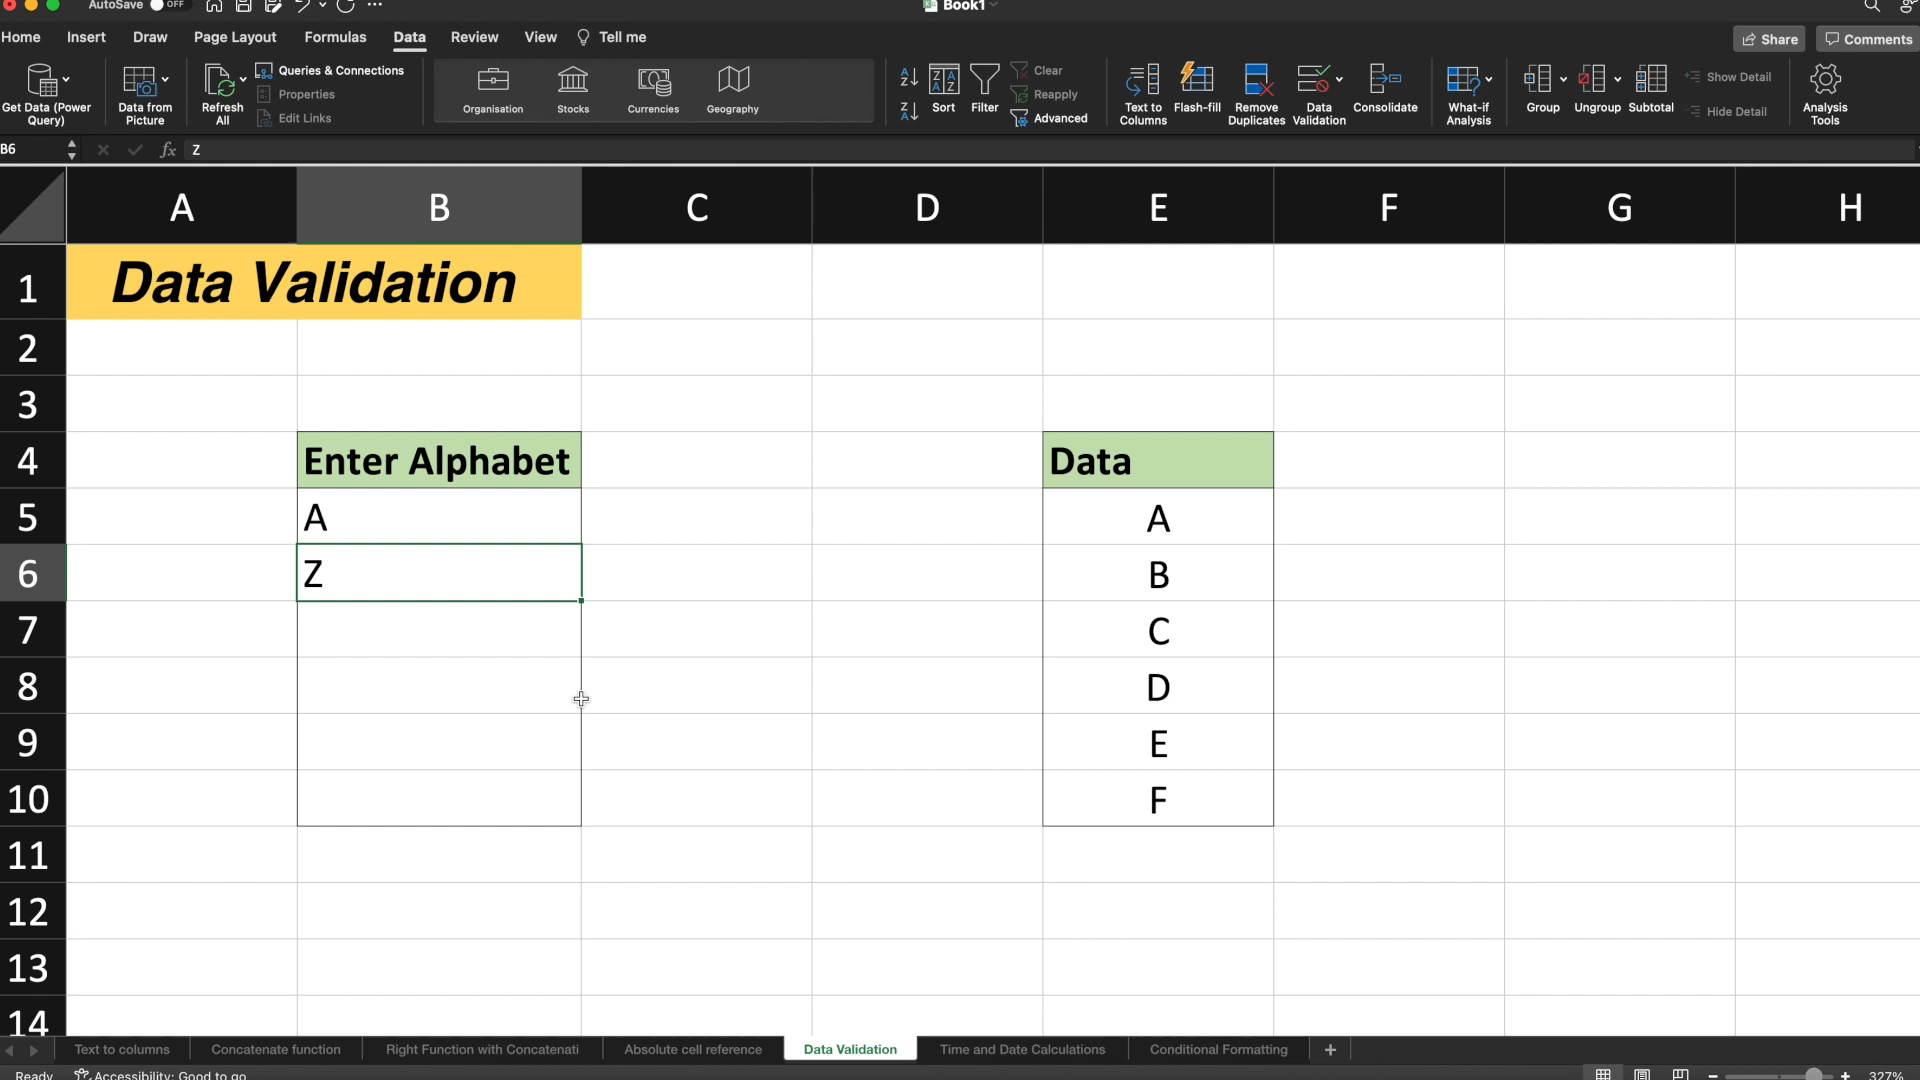 AutoSave OFF Book1
Home Insert Draw Page Layout Formulas Data Review View Tell me Share Comments
Get Data (Power Query)
Data from Picture
Refresh All
Queries & Connections
Properties
Edit Links
Organisation Stocks Currencies Geography
Sort Filter
Clear
Reapply
Advanced
Text to Columns
Flash-fill
Remove Duplicates
Data Validation
Consolidate
What-if Analysis
Group Ungroup Subtotal
Show Detail
Hide Detail
Analysis Tools
B6 fx Z
A B C D E F G H
1 Data Validation
2
3
4 Enter Alphabet Data
5 A A
6 Z B
7 C
8 D
9 E
10 F
11
12
13
14
Text to columns Concatenate function Right Function with Concatenati Absolute cell reference Data Validation Time and Date Calculations Conditional Formatting +
Ready Accessibility: Good to go 327%